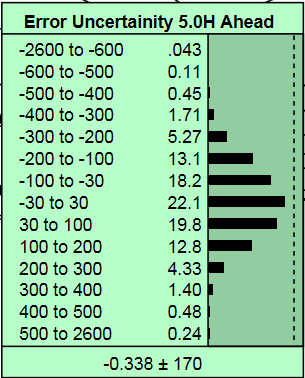 Error Uncertainity 5.0H Ahead
-2600 to -600 .043
-600 to -500 0.11
-500 to -400 0.45
-400 to -300 1.71
-300 to -200 5.27
-200 to -100 13.1
-100 to -30 18.2
-30 to 30 22.1
30 to 100 19.8
100 to 200 12.8
200 to 300 4.33
300 to 400 1.40
400 to 500 0.48
500 to 2600 0.24
-0.338 ± 170